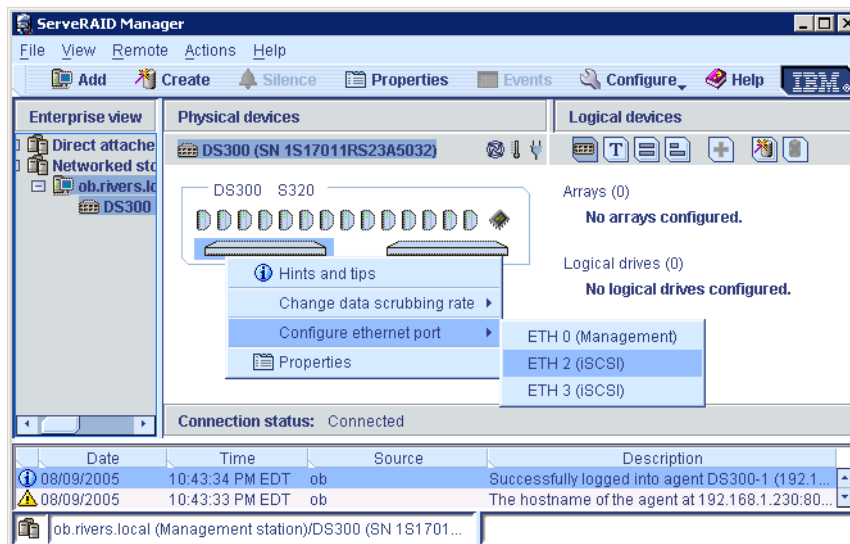 ServeRAID Manager
File View Remote Actions Help
Add Create Silence Properties Events Configure Help IBM
Enterprise view
Physical devices
Logical devices
Direct attache
Networked sto
ob.rivers.lo
DS300
DS300 (SN 1S17011RS23A5032)
DS300 S320
Hints and tips
Change data scrubbing rate
Configure ethernet port
Properties
ETH 0 (Management)
ETH 2 (iSCSI)
ETH 3 (iSCSI)
Arrays (0)
No arrays configured.
Logical drives (0)
No logical drives configured.
Connection status: Connected
Date Time Source Description
08/09/2005 10:43:34 PM EDT ob Successfully logged into agent DS300-1 (192.1...
08/09/2005 10:43:33 PM EDT ob The hostname of the agent at 192.168.1.230:80...
ob.rivers.local (Management station)/DS300 (SN 1S1701...